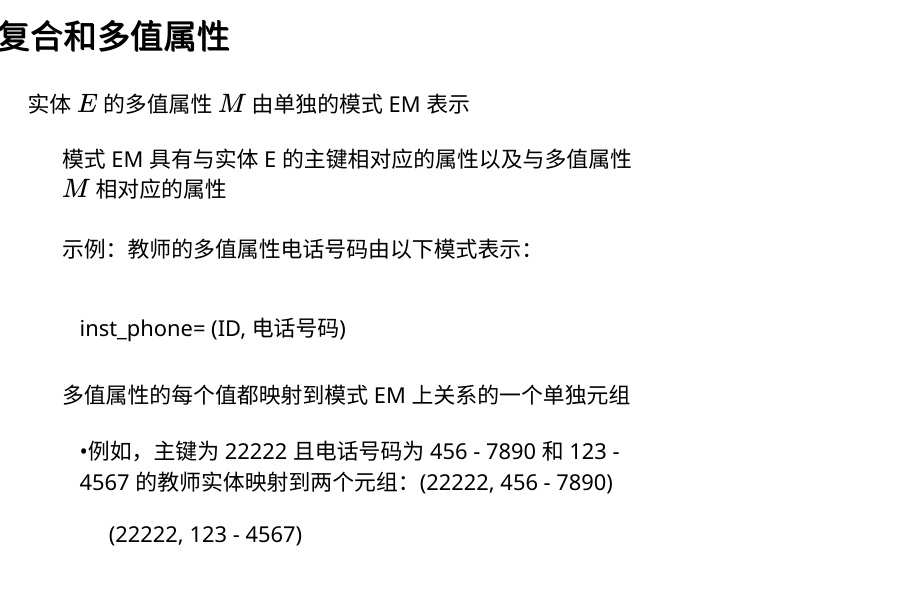 复合和多值属性
实体 E 的多值属性 M 由单独的模式 EM 表示
模式 EM 具有与实体 E 的主键相对应的属性以及与多值属性
M 相对应的属性
示例：教师的多值属性电话号码由以下模式表示：
inst_phone= (ID, 电话号码)
多值属性的每个值都映射到模式 EM 上关系的一个单独元组
•例如，主键为 22222 且电话号码为 456 - 7890 和 123 -
4567 的教师实体映射到两个元组：(22222, 456 - 7890)
(22222, 123 - 4567)